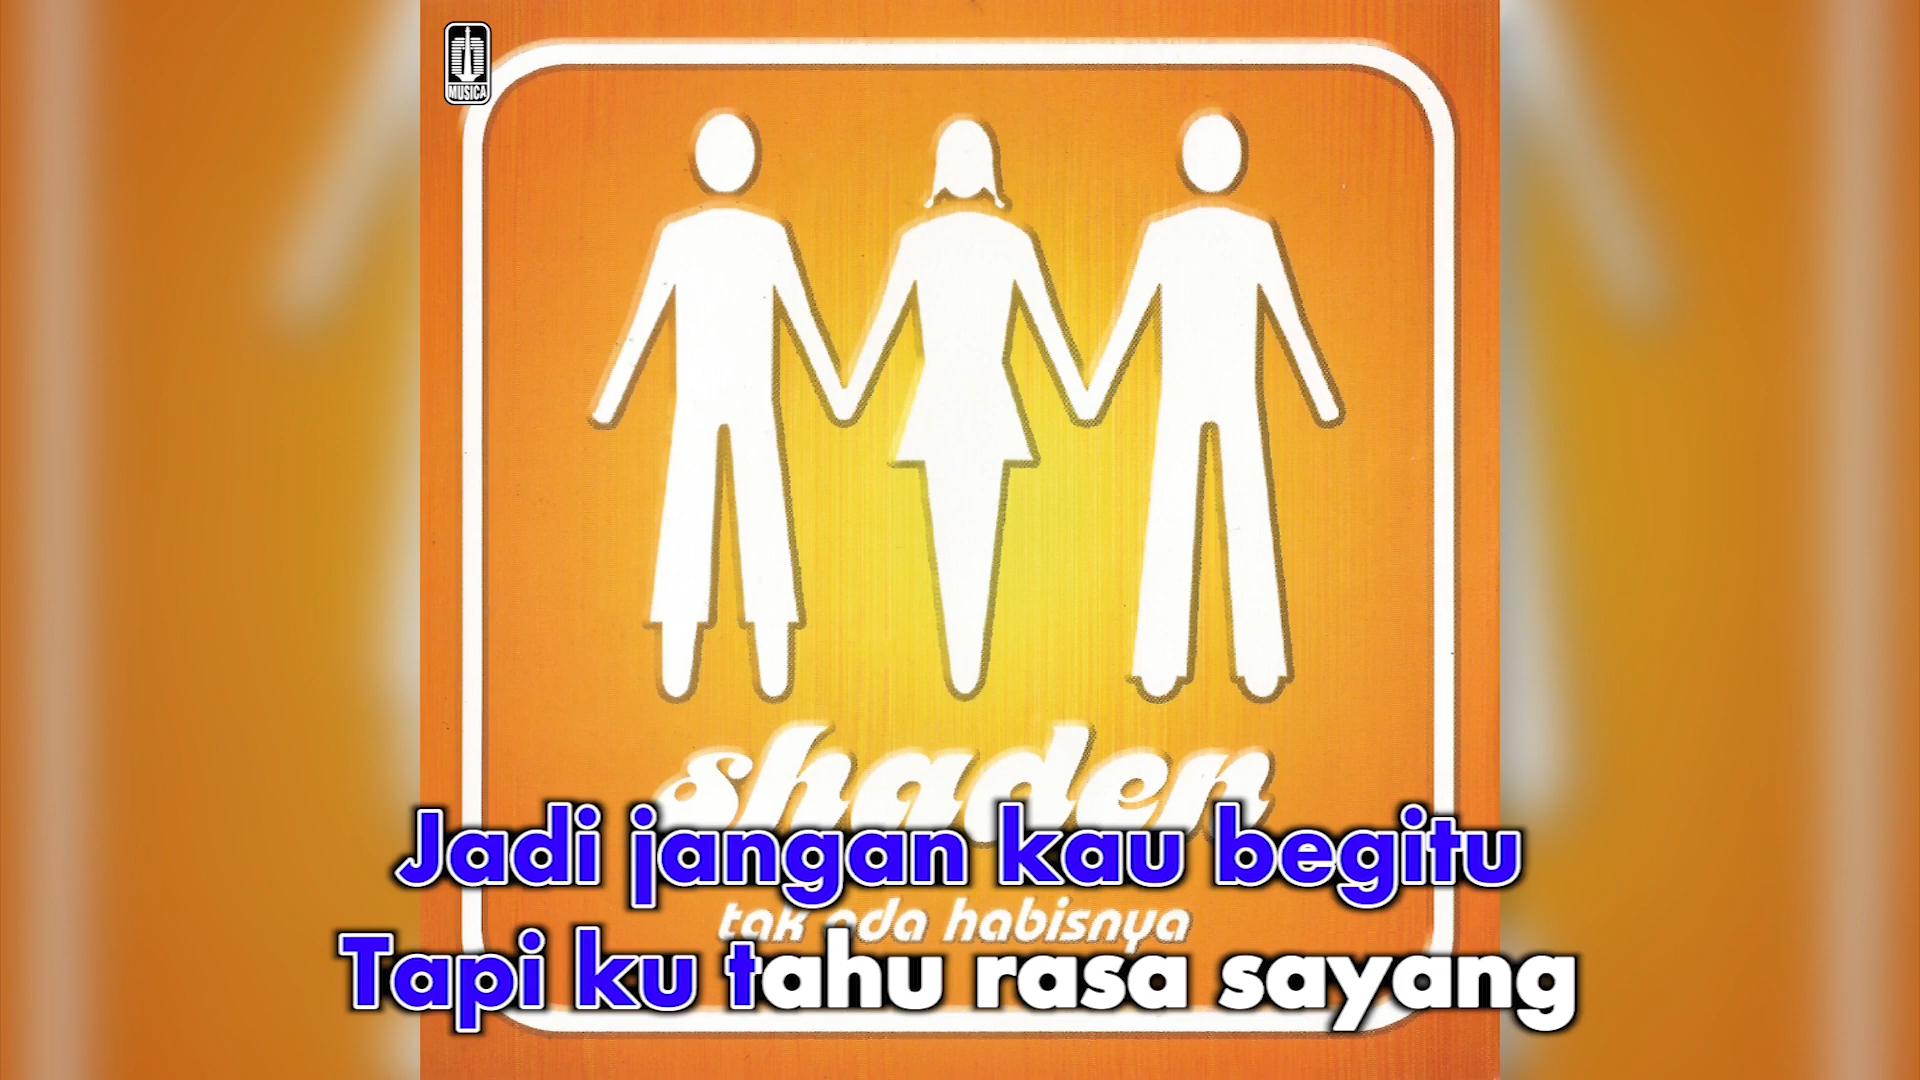 MUSICA
shaden
Jadi jangan kau begitu
tak ada habisnya
Tapi ku tahu rasa sayang